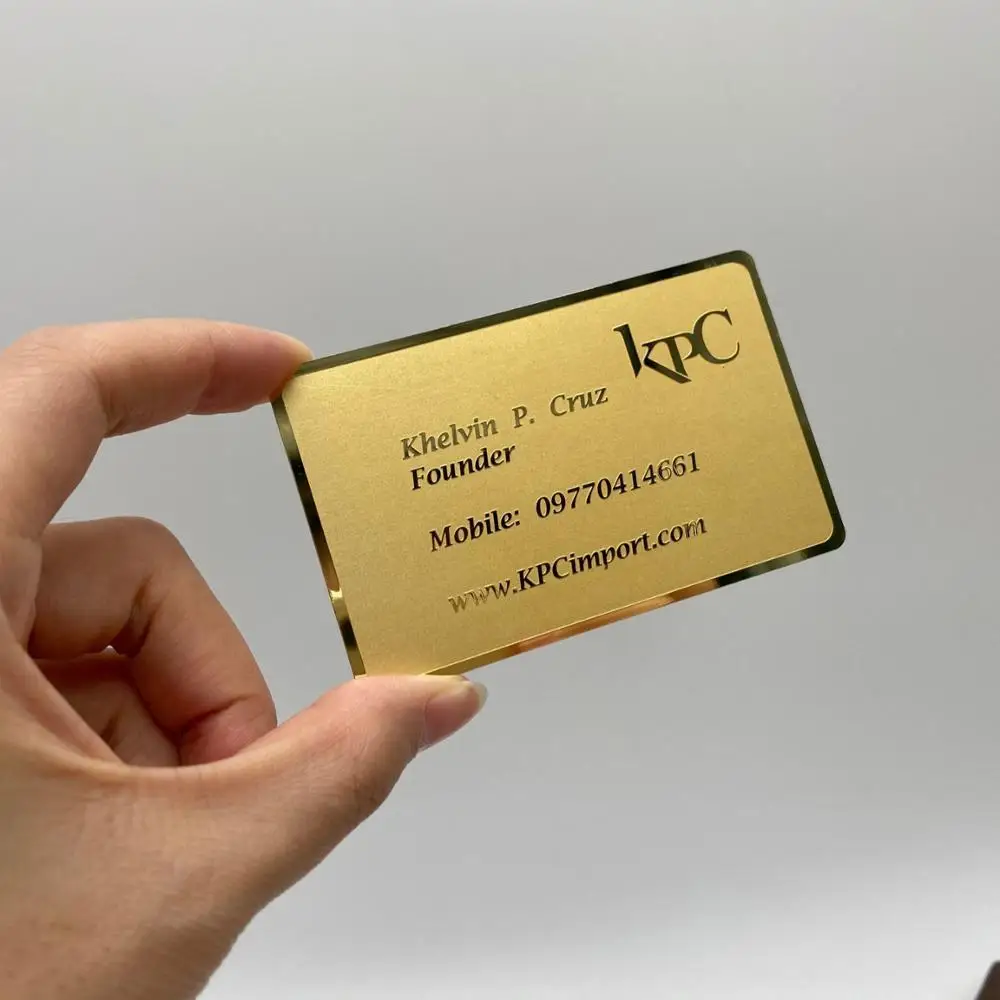 KPC
Khelvin P. Cruz
Founder
Mobile: 09770414661
www.KPCimport.com